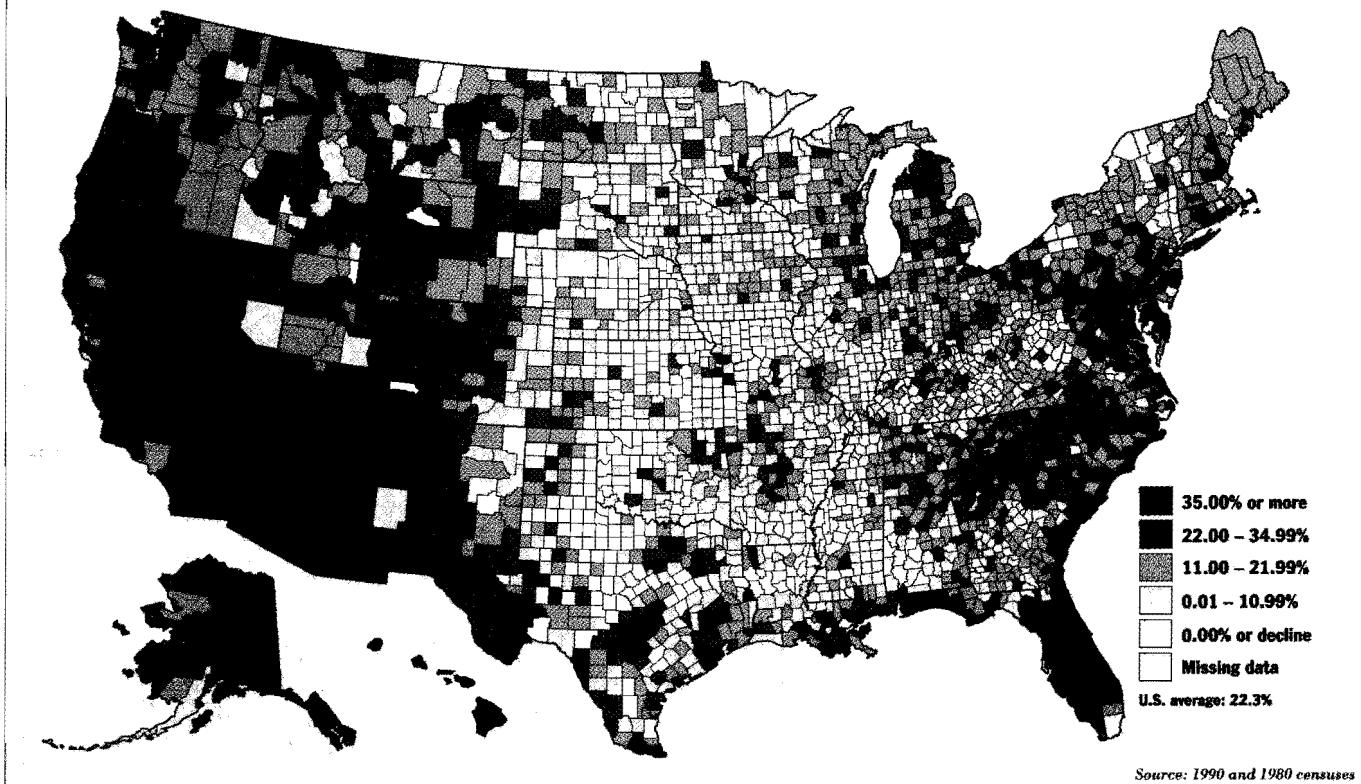 35.00% or more
22.00 – 34.99%
11.00 – 21.99%
0.01 – 10.99%
0.00% or decline
Missing data
U.S. average: 22.3%
Source: 1990 and 1980 censuses